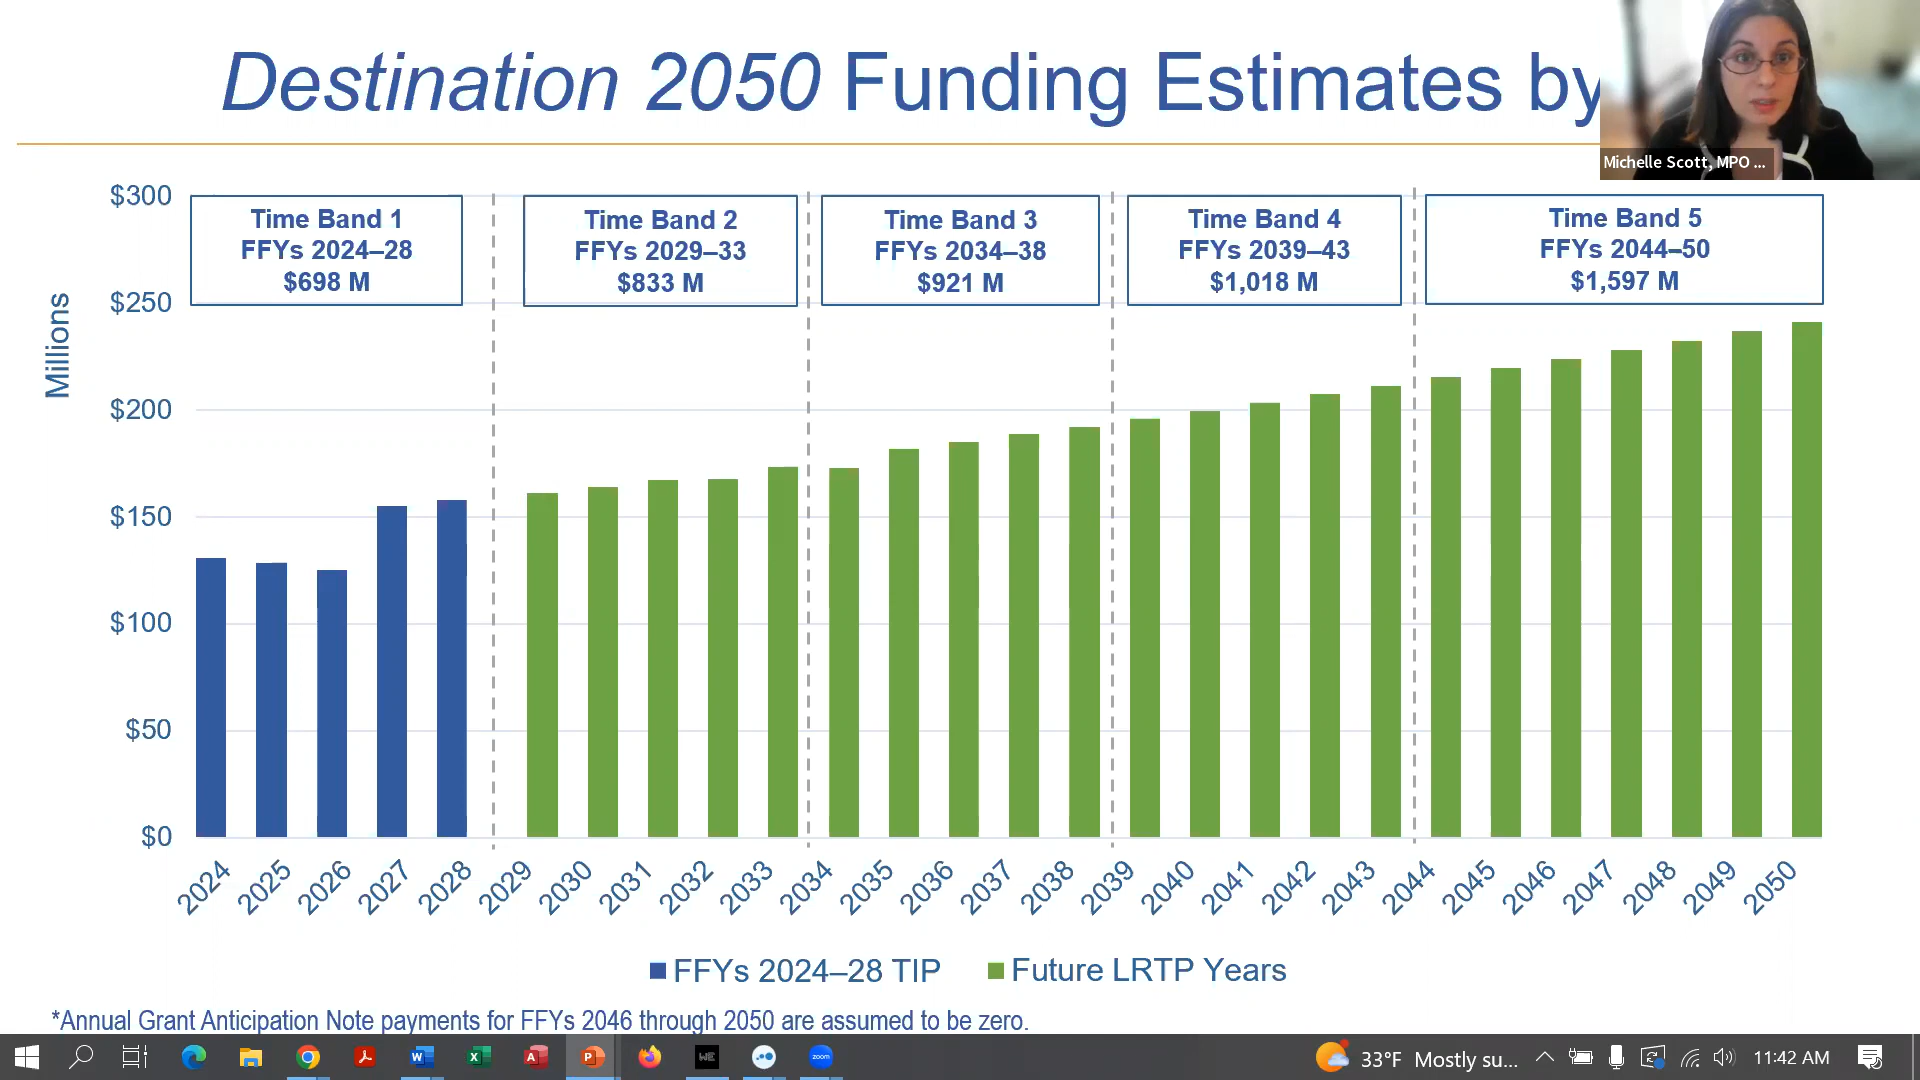 Destination 2050 Funding Estimates by
Michelle Scott, MPO ...
Millions
$300
$250
$200
$150
$100
$50
$0
Time Band 1
FFYs 2024–28
$698 M
Time Band 2
FFYs 2029–33
$833 M
Time Band 3
FFYs 2034–38
$921 M
Time Band 4
FFYs 2039–43
$1,018 M
Time Band 5
FFYs 2044–50
$1,597 M
2024 2025 2026 2027 2028 2029 2030 2031 2032 2033 2034 2035 2036 2037 2038 2039 2040 2041 2042 2043 2044 2045 2046 2047 2048 2049 2050
FFYs 2024–28 TIP Future LRTP Years
*Annual Grant Anticipation Note payments for FFYs 2046 through 2050 are assumed to be zero.
WE
zoom
33°F Mostly su...
11:42 AM